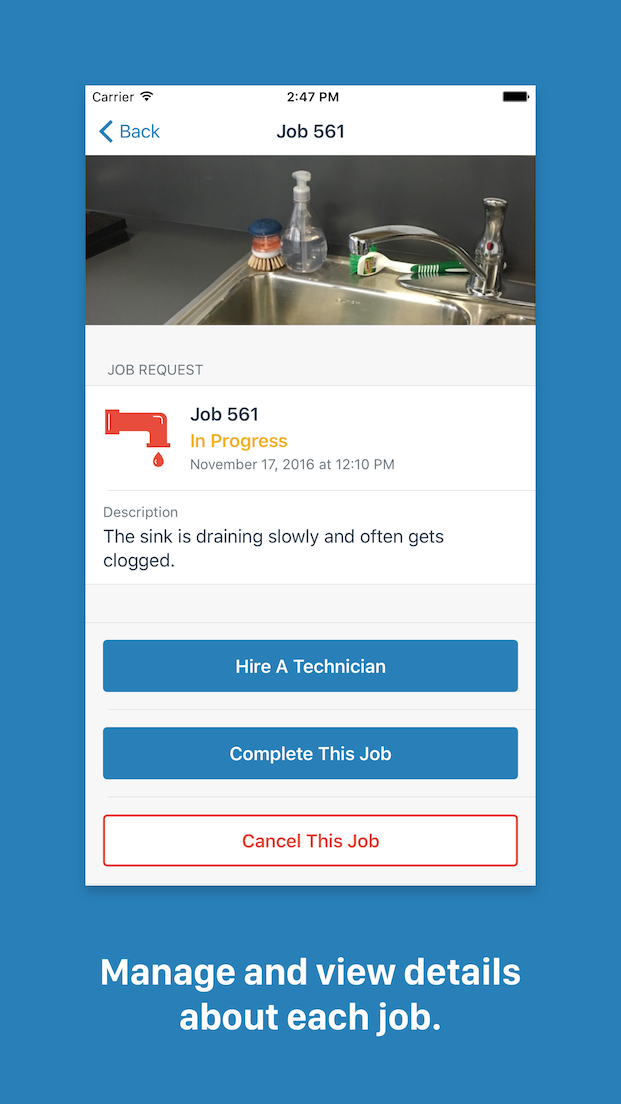 Carrier
2:47 PM
Back
Job 561
JOB REQUEST
Job 561
In Progress
November 17, 2016 at 12:10 PM
Description
The sink is draining slowly and often gets
clogged.
Hire A Technician
Complete This Job
Cancel This Job
Manage and view details
about each job.